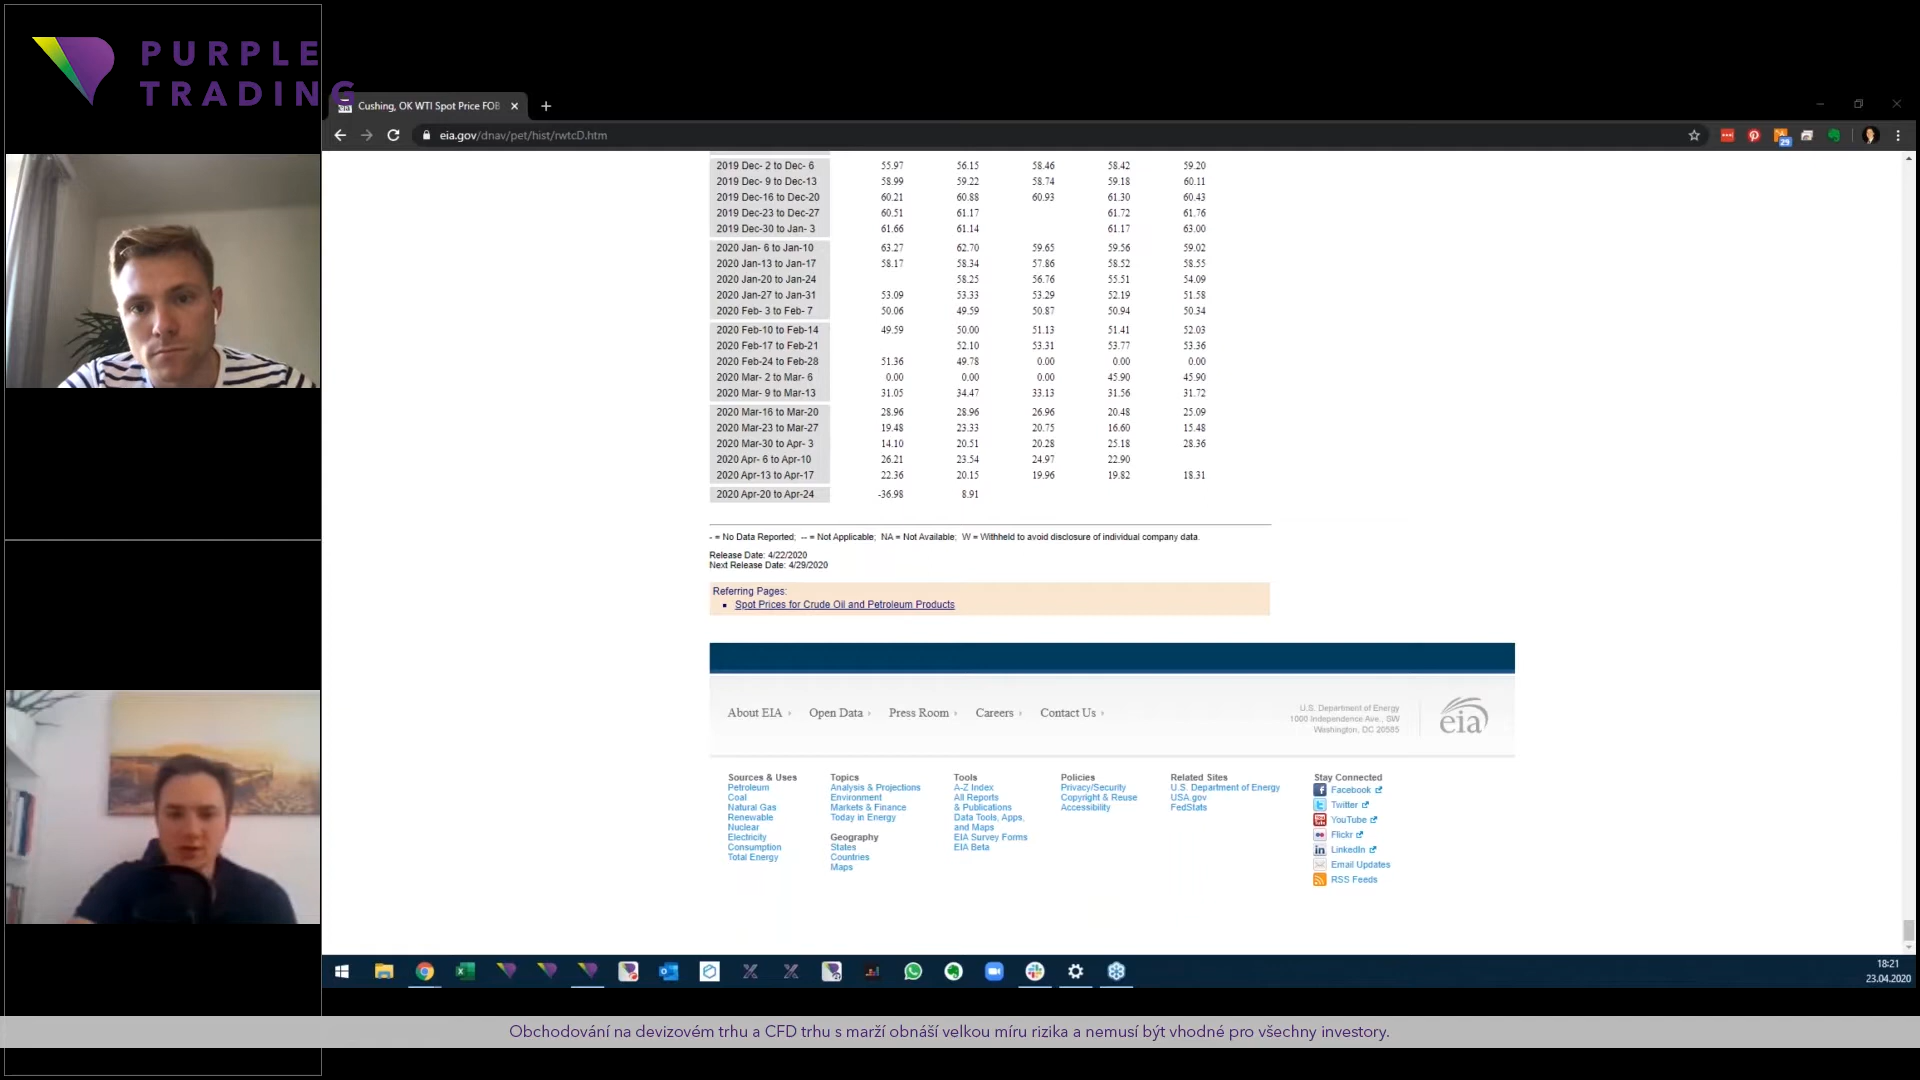 PURPLE
TRADING
Cushing, OK WTI Spot Price FOB
eia.gov/dnav/pet/hist/rwtcD.htm
29
2019 Dec- 2 to Dec- 6 55.97 56.15 58.46 58.42 59.20
2019 Dec- 9 to Dec-13 58.99 59.22 58.74 59.18 60.11
2019 Dec-16 to Dec-20 60.21 60.88 60.93 61.30 60.43
2019 Dec-23 to Dec-27 60.51 61.17 61.72 61.76
2019 Dec-30 to Jan- 3 61.66 61.14 61.17 63.00
2020 Jan- 6 to Jan-10 63.27 62.70 59.65 59.56 59.02
2020 Jan-13 to Jan-17 58.17 58.34 57.86 58.52 58.55
2020 Jan-20 to Jan-24 58.25 56.76 55.51 54.09
2020 Jan-27 to Jan-31 53.09 53.33 53.29 52.19 51.58
2020 Feb- 3 to Feb- 7 50.06 49.59 50.87 50.94 50.34
2020 Feb-10 to Feb-14 49.59 50.00 51.13 51.41 52.03
2020 Feb-17 to Feb-21 52.10 53.31 53.77 53.36
2020 Feb-24 to Feb-28 51.36 49.78 0.00 0.00 0.00
2020 Mar- 2 to Mar- 6 0.00 0.00 0.00 45.90 45.90
2020 Mar- 9 to Mar-13 31.05 34.47 33.13 31.56 31.72
2020 Mar-16 to Mar-20 28.96 28.96 26.96 20.48 25.09
2020 Mar-23 to Mar-27 19.48 23.33 20.75 16.60 15.48
2020 Mar-30 to Apr- 3 14.10 20.51 20.28 25.18 28.36
2020 Apr- 6 to Apr-10 26.21 23.54 24.97 22.90
2020 Apr-13 to Apr-17 22.36 20.15 19.96 19.82 18.31
2020 Apr-20 to Apr-24 -36.98 8.91
- = No Data Reported; -- = Not Applicable; NA = Not Available; W = Withheld to avoid disclosure of individual company data.
Release Date: 4/22/2020
Next Release Date: 4/29/2020
Referring Pages:
Spot Prices for Crude Oil and Petroleum Products
About EIA
Open Data
Press Room
Careers
Contact Us
U.S. Department of Energy
1000 Independence Ave., SW
Washington, DC 20585
eia
Sources & Uses
Petroleum
Coal
Natural Gas
Renewable
Nuclear
Electricity
Consumption
Total Energy
Topics
Analysis & Projections
Environment
Markets & Finance
Today in Energy
Geography
States
Countries
Maps
Tools
A-Z Index
All Reports
& Publications
Data Tools, Apps,
and Maps
EIA Survey Forms
EIA Beta
Policies
Privacy/Security
Copyright & Reuse
Accessibility
Related Sites
U.S. Department of Energy
USA.gov
FedStats
Stay Connected
Facebook
Twitter
YouTube
Flickr
LinkedIn
Email Updates
RSS Feeds
18:21
23.04.2020
Obchodování na devizovém trhu a CFD trhu s marží obnáší velkou míru rizika a nemusí být vhodné pro všechny investory.